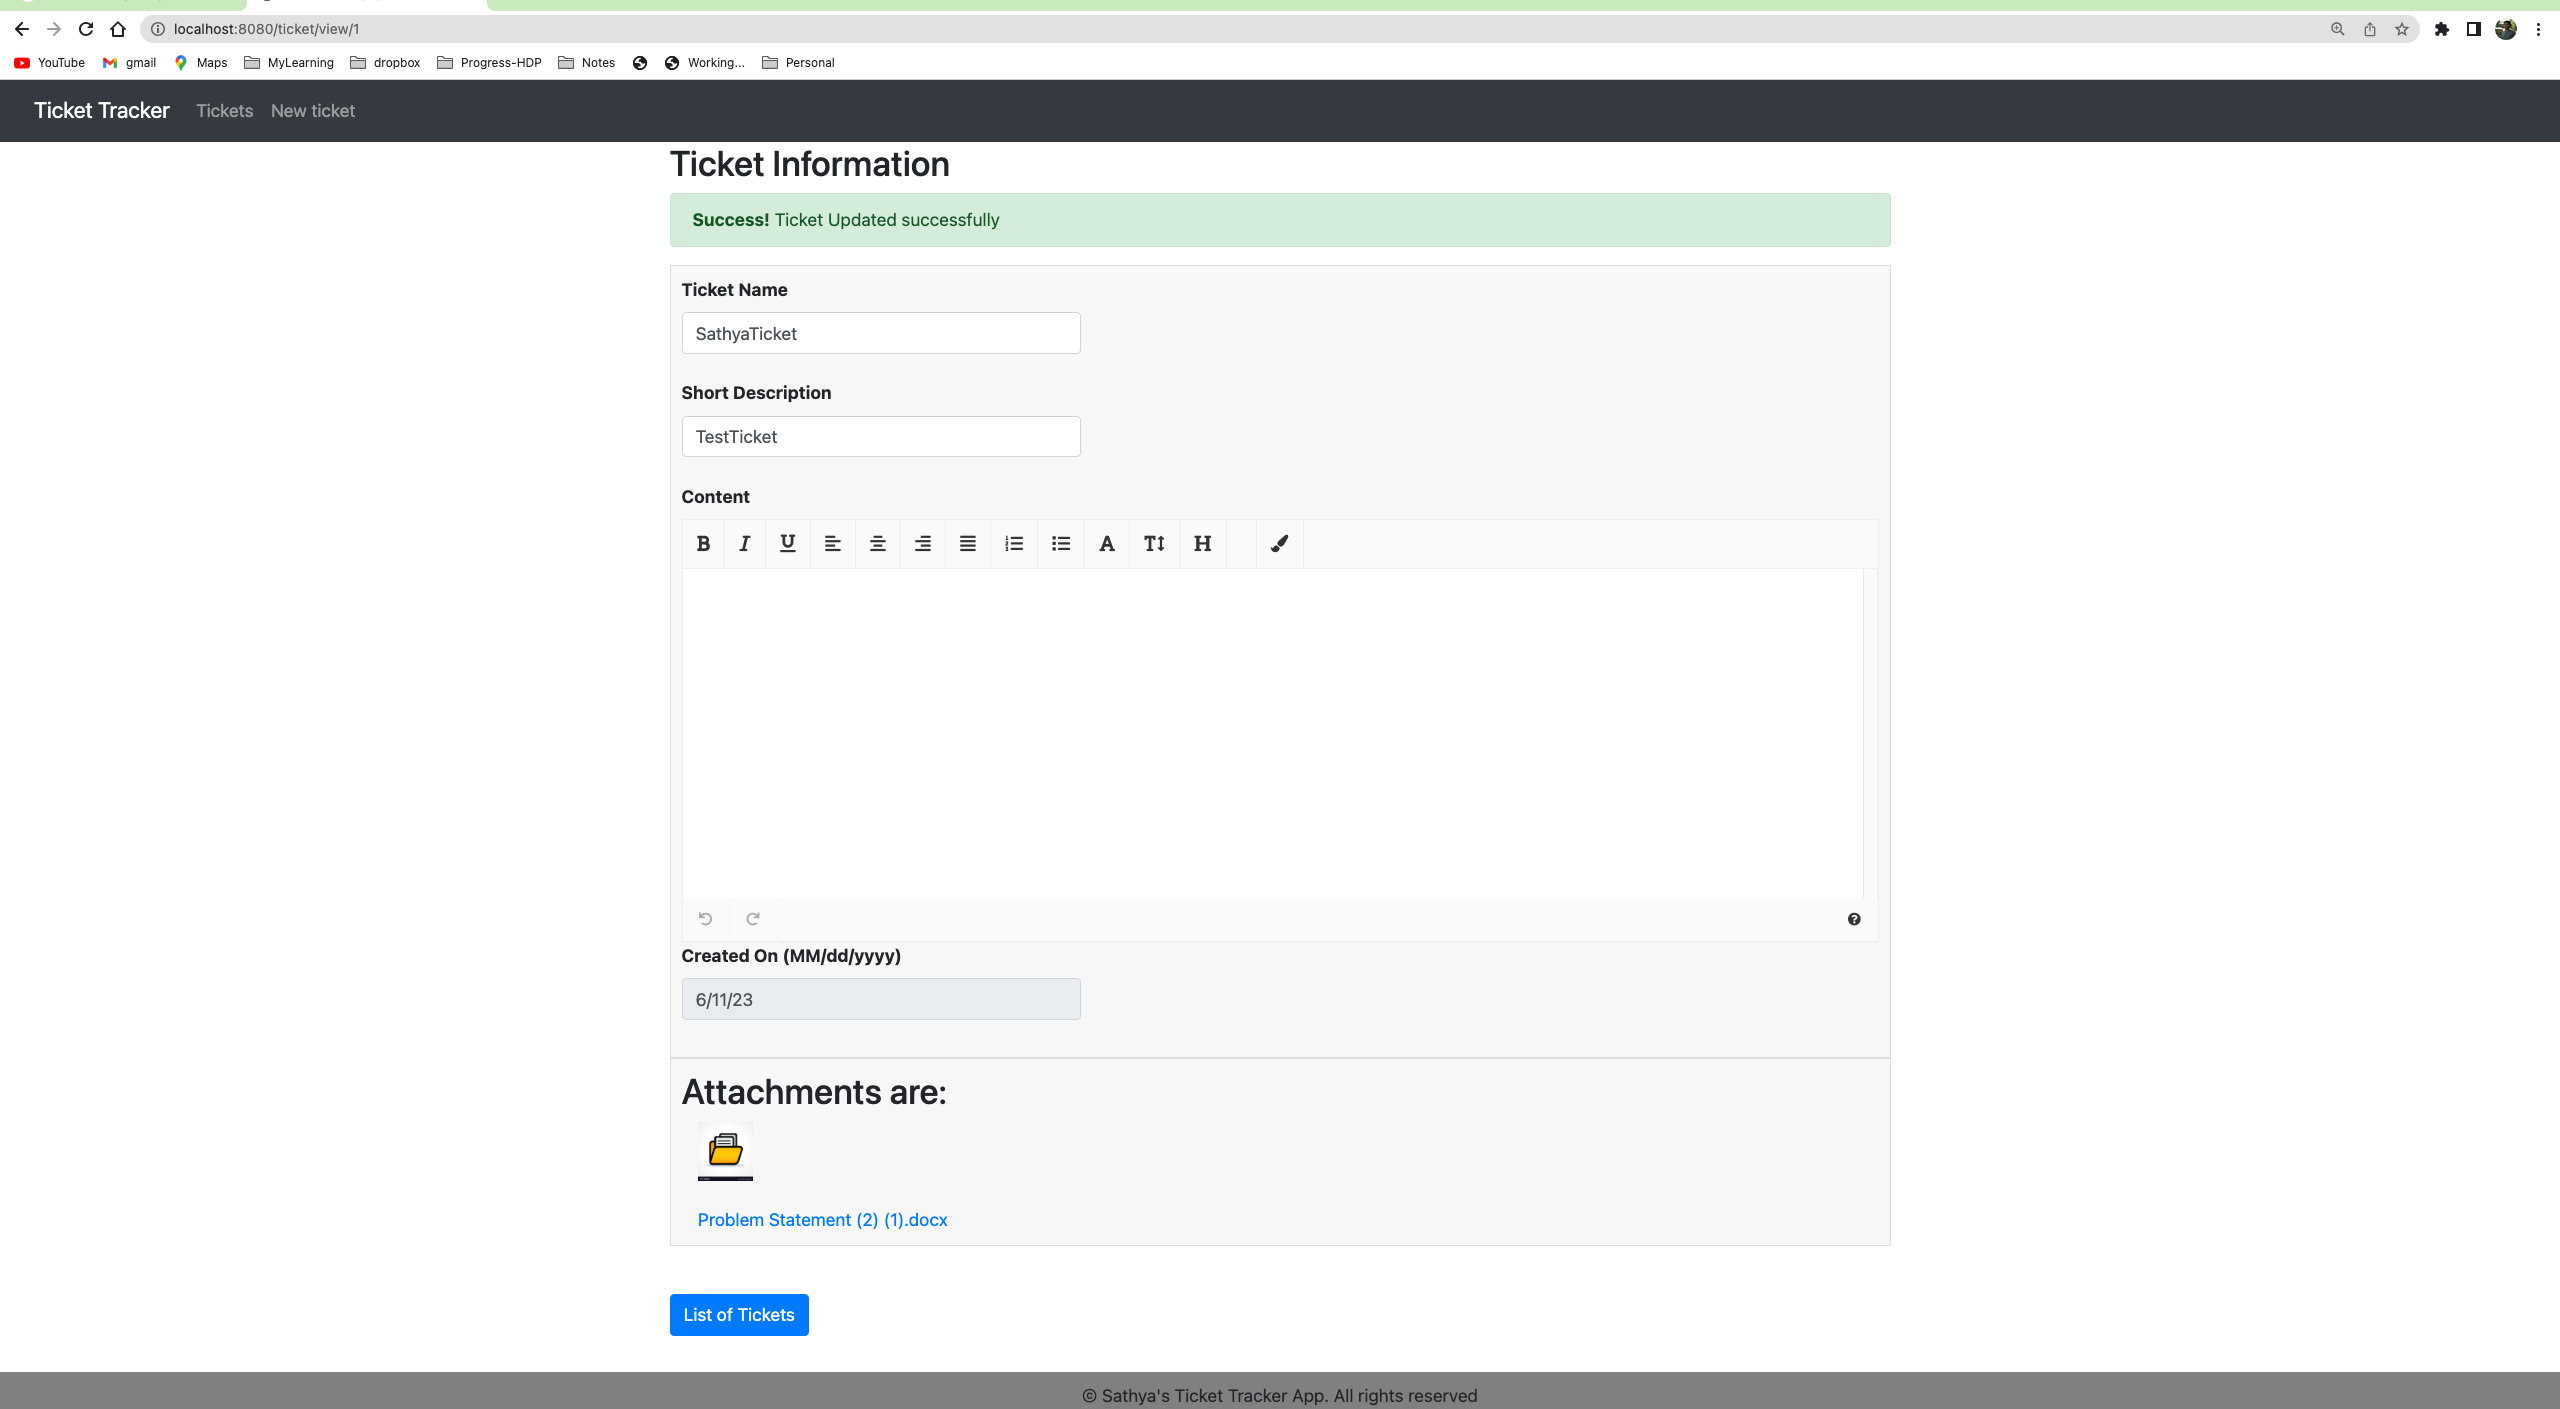 localhost:8080/ticket/view/1
YouTube gmail Maps MyLearning dropbox Progress-HDP Notes Working... Personal
Ticket Tracker Tickets New ticket
Ticket Information
Success! Ticket Updated successfully
Ticket Name
SathyaTicket
Short Description
TestTicket
Content
Created On (MM/dd/yyyy)
6/11/23
Attachments are:
Problem Statement (2) (1).docx
List of Tickets
© Sathya's Ticket Tracker App. All rights reserved